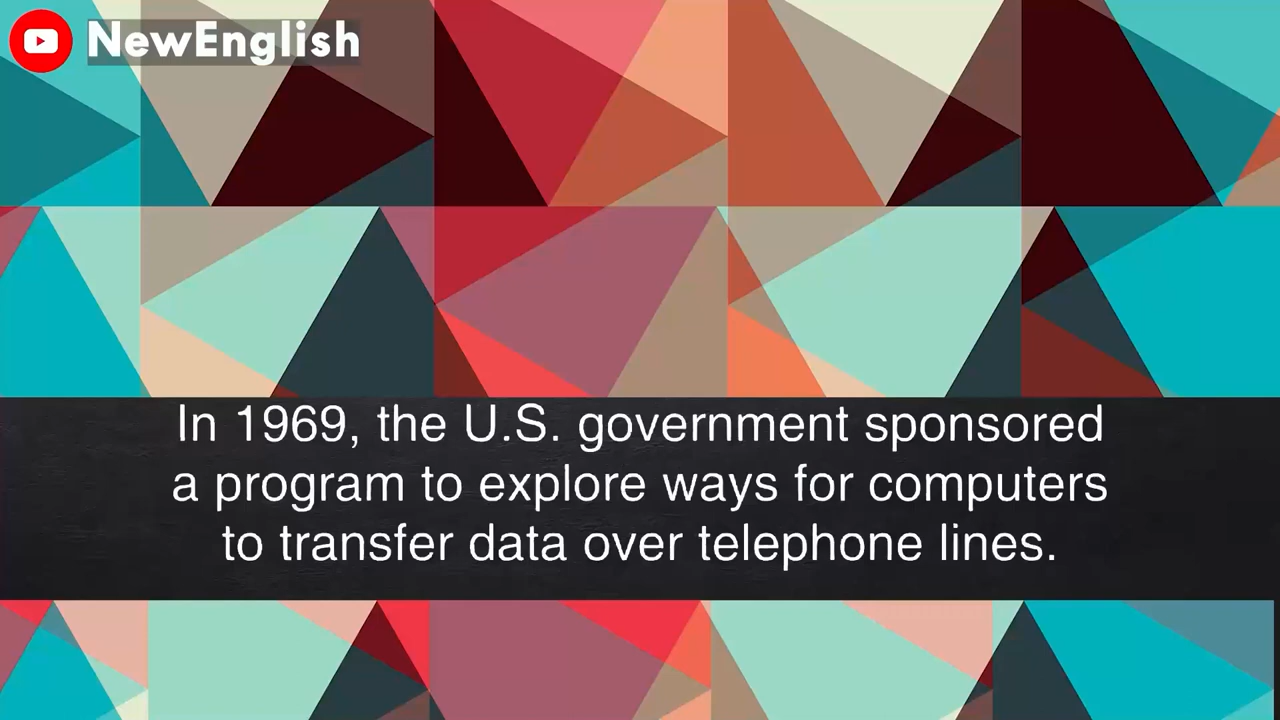 NewEnglish
In 1969, the U.S. government sponsored
a program to explore ways for computers
to transfer data over telephone lines.